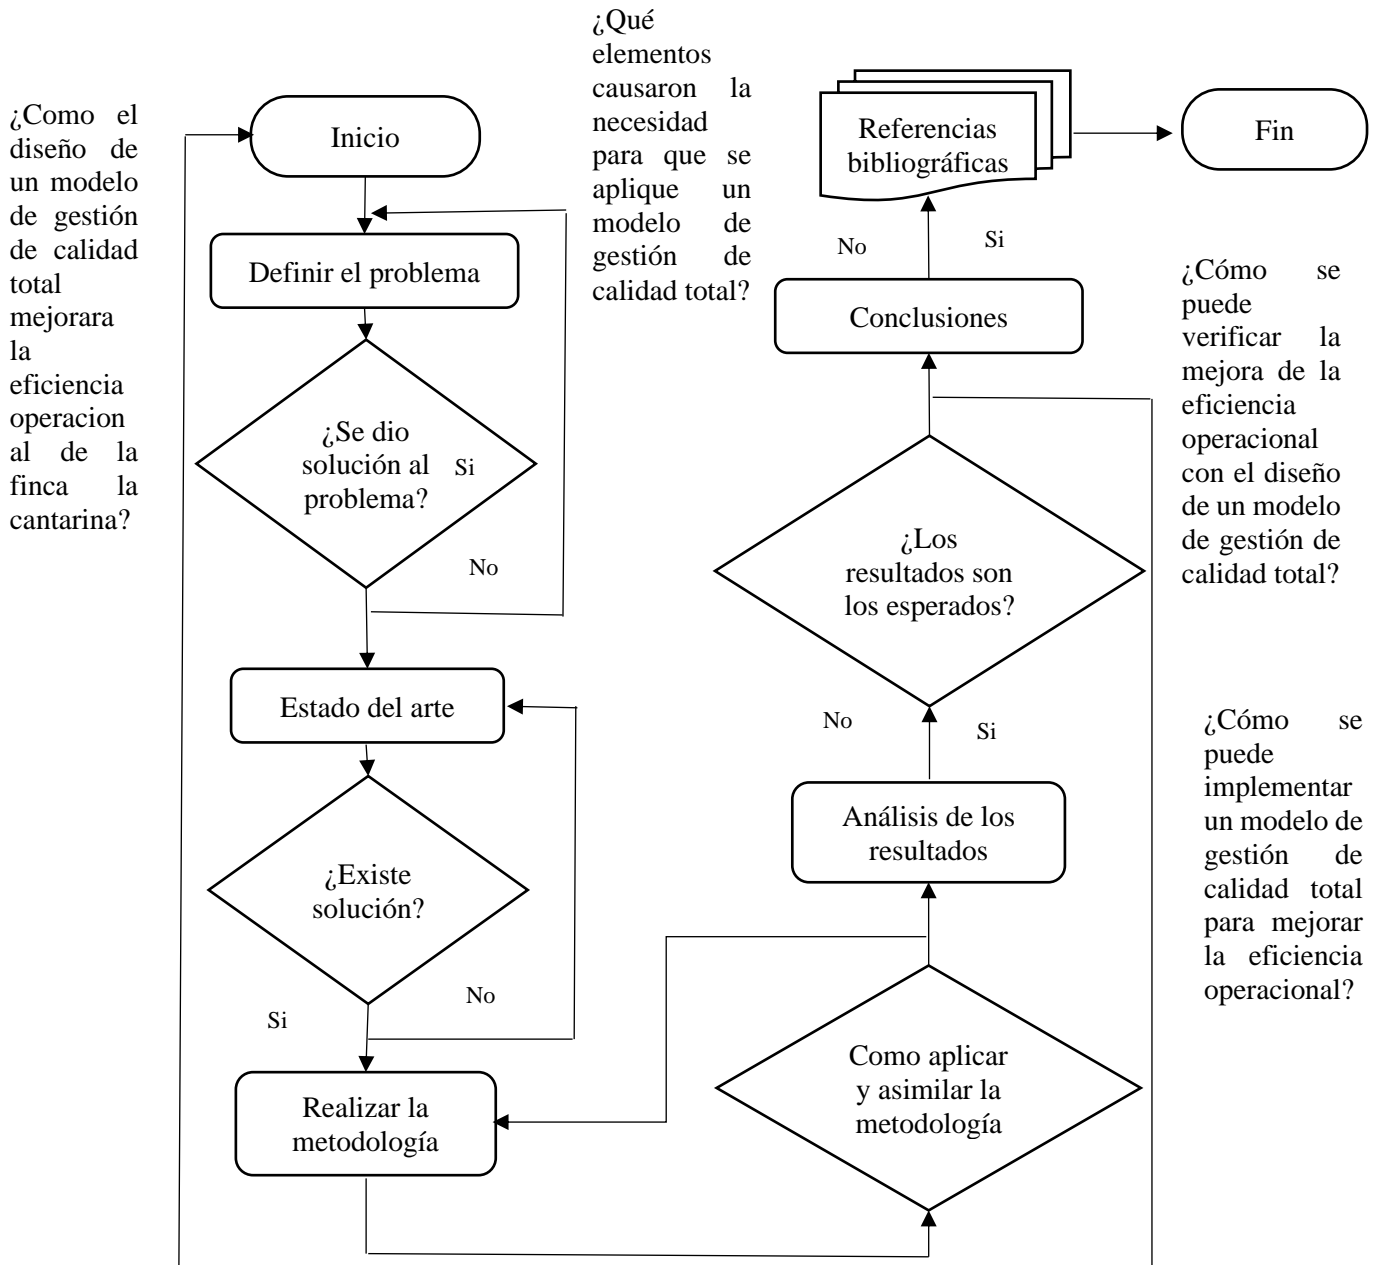 ¿Como el
diseño de
un modelo
de gestión
de calidad
total
mejorara
la
eficiencia
operacion
al de la
finca la
cantarina?
Inicio
Definir el problema
¿Se dio
solución al
problema?
Si
No
Estado del arte
¿Existe
solución?
No
Si
Realizar la
metodología
¿Qué
elementos
causaron la
necesidad
para que se
aplique un
modelo de
gestión de
calidad total?
Referencias
bibliográficas
No
Si
Conclusiones
¿Los
resultados son
los esperados?
No
Si
Análisis de los
resultados
Como aplicar
y asimilar la
metodología
Fin
¿Cómo se
puede
verificar la
mejora de la
eficiencia
operacional
con el diseño
de un modelo
de gestión de
calidad total?
¿Cómo se
puede
implementar
un modelo de
gestión de
calidad total
para mejorar
la eficiencia
operacional?